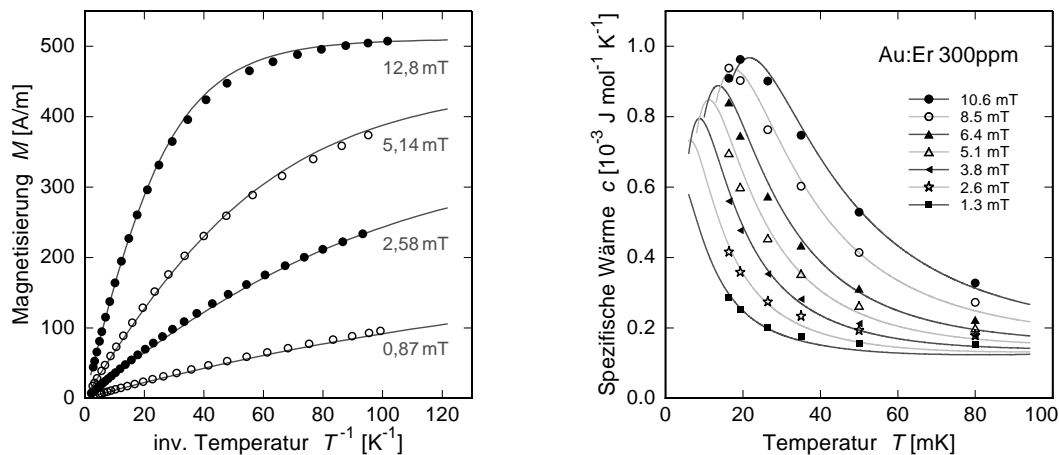 500
400
300
200
100
0
Magnetisierung M [A/m]
12,8 mT
5,14 mT
2,58 mT
0,87 mT
0 20 40 60 80 100 120
inv. Temperatur T⁻¹ [K⁻¹]
1.0
0.8
0.6
0.4
0.2
0.0
Spezifische Wärme c [10⁻³ J mol⁻¹ K⁻¹]
Au:Er 300ppm
10.6 mT
8.5 mT
6.4 mT
5.1 mT
3.8 mT
2.6 mT
1.3 mT
0 20 40 60 80 100
Temperatur T [mK]